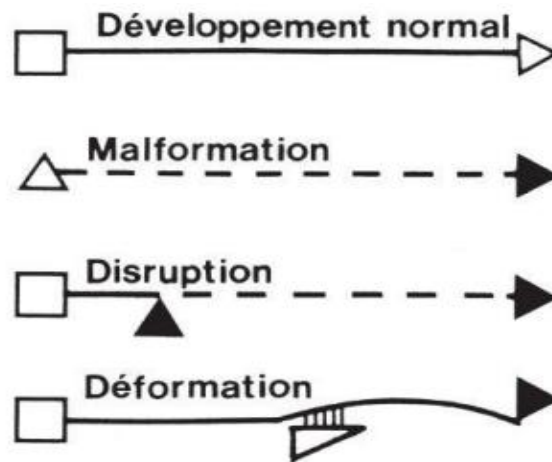 Développement normal
Malformation
Disruption
Déformation